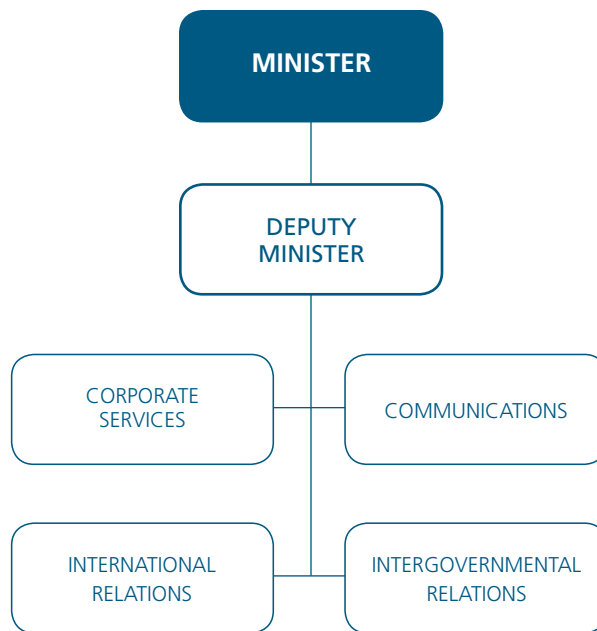 MINISTER
DEPUTY
MINISTER
CORPORATE
SERVICES
COMMUNICATIONS
INTERNATIONAL
RELATIONS
INTERGOVERNMENTAL
RELATIONS